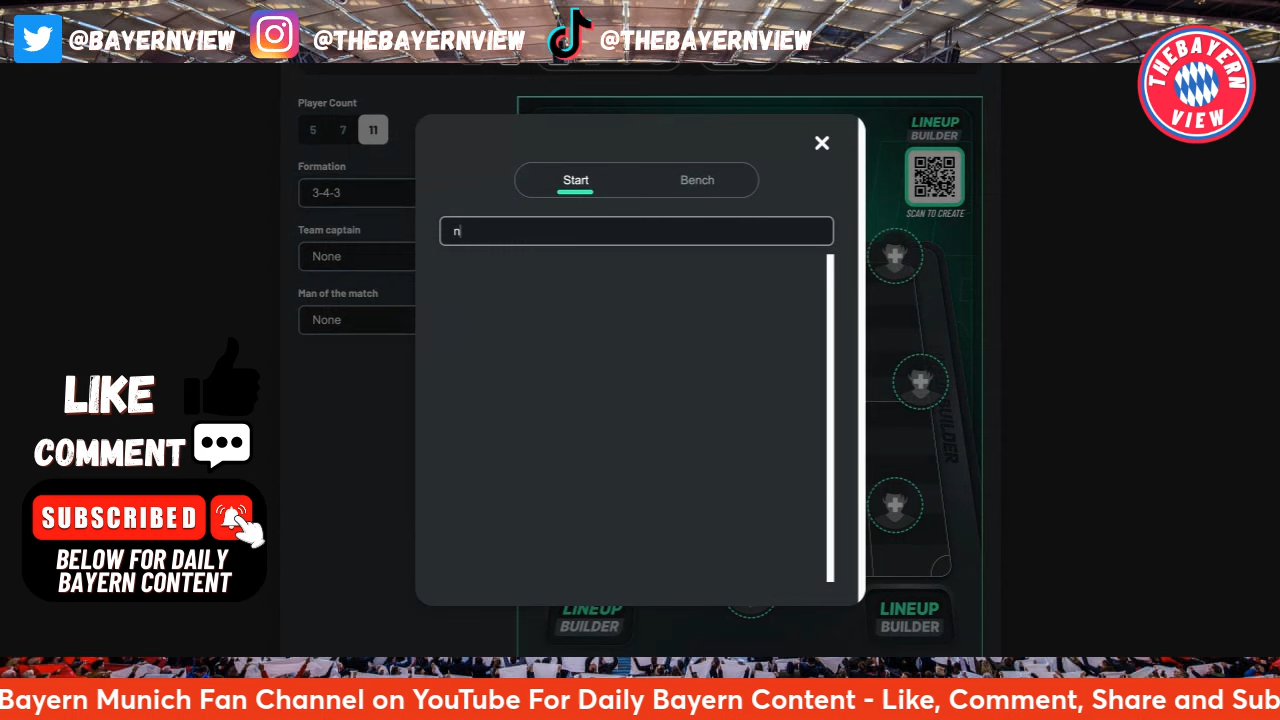 @BAYERNVIEW @THEBAYERNVIEW @THEBAYERNVIEW
THEBAYERN
VIEW
Player Count
5 7 11
Formation
3-4-3
Team captain
None
Man of the match
None
Start Bench
n
LINEUP
BUILDER
SCAN TO CREATE
BUILDER
LINEUP
BUILDER
LINEUP
BUILDER
LIKE
COMMENT
SUBSCRIBED
BELOW FOR DAILY
BAYERN CONTENT
Bayern Munich Fan Channel on YouTube For Daily Bayern Content - Like, Comment, Share and Sub